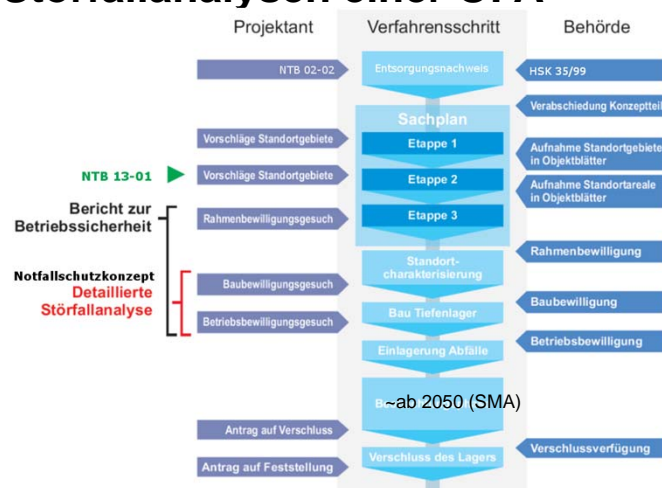 Störfallanalysen einer OFA
Projektant
Verfahrensschritt
Behörde
NTB 02-02
Entsorgungsnachweis
HSK 35/99
Verabschiedung Konzeptteil
Sachplan
Vorschläge Standortgebiete
Etappe 1
Aufnahme Standortgebiete
in Objektblätter
NTB 13-01
Vorschläge Standortgebiete
Etappe 2
Aufnahme Standortareale
in Objektblätter
Bericht zur
Betriebssicherheit
Rahmenbewilligungsgesuch
Etappe 3
Rahmenbewilligung
Standort-
charakterisierung
Notfallschutzkonzept
Detaillierte
Störfallanalyse
Baubewilligungsgesuch
Baubewilligung
Bau Tiefenlager
Betriebsbewilligungsgesuch
Betriebsbewilligung
Einlagerung Abfälle
~ab 2050 (SMA)
Antrag auf Verschluss
Verschluss des Lagers
Verschlussverfügung
Antrag auf Feststellung